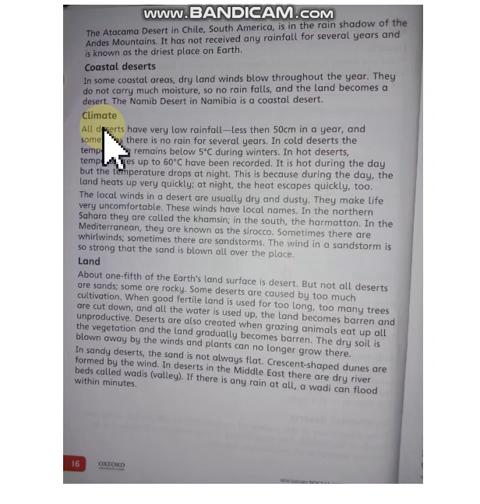 www.BANDICAM.com
The Atacama Desert in Chile, South America, is in the rain shadow of the
Andes Mountains. It has not received any rainfall for several years and
is known as the driest place on Earth.
Coastal deserts
In some coastal areas, dry land winds blow throughout the year. They
do not carry much moisture, so no rain falls, and the land becomes a
desert. The Namib Desert in Namibia is a coastal desert.
Climate
All deserts have very low rainfall—less then 50cm in a year, and
there is no rain for several years. In cold deserts the
remains below 5°C during winters. In hot deserts,
up to 60°C have been recorded. It is hot during the day
but the temperature drops at night. This is because during the day, the
land heats up very quickly; at night, the heat escapes quickly, too.
The local winds in a desert are usually dry and dusty. They make life
very uncomfortable. These winds have local names. In the northern
Sahara they are called the khamsin; in the south, the harmattan. In the
Mediterranean, they are known as the sirocco. Sometimes there are
whirlwinds; sometimes there are sandstorms. The wind in a sandstorm is
so strong that the sand is blown all over the place.
Land
About one-fifth of the Earth's land surface is desert. But not all deserts
are sands; some are rocky. Some deserts are caused by too much
cultivation. When good fertile land is used for too long, too many trees
are cut down, and all the water is used up, the land becomes barren and
unproductive. Deserts are also created when grazing animals eat up all
the vegetation and the land gradually becomes barren. The dry soil is
blown away by the winds and plants can no longer grow there.
In sandy deserts, the sand is not always flat. Crescent-shaped dunes are
formed by the wind. In deserts in the Middle East there are dry river
beds called wadis (valley). If there is any rain at all, a wadi can flood
within minutes.
16
OXFORD